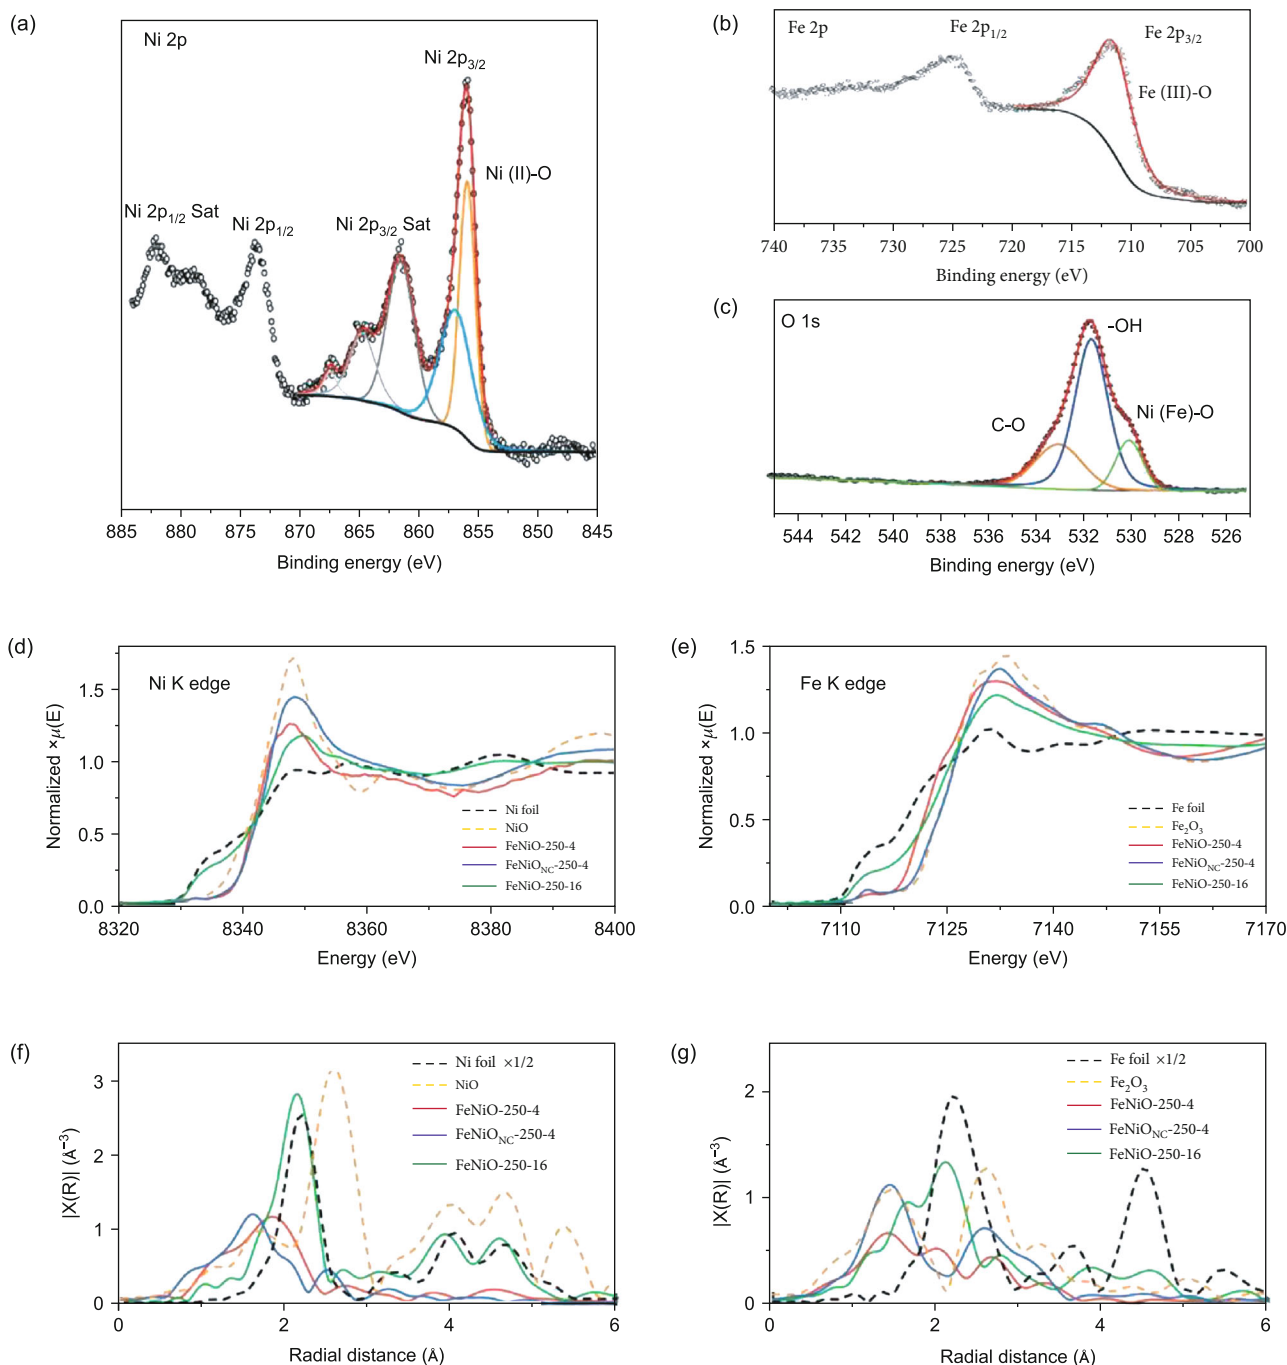 (a)
Ni 2p
Ni 2p3/2
Ni (II)-O
Ni 2p1/2 Sat
Ni 2p1/2
Ni 2p3/2 Sat
885 880 875 870 865 860 855 850 845
Binding energy (eV)
(b)
Fe 2p
Fe 2p1/2
Fe 2p3/2
Fe (III)-O
740 735 730 725 720 715 710 705 700
Binding energy (eV)
(c)
O 1s
-OH
C-O
Ni (Fe)-O
544 542 540 538 536 534 532 530 528 526
Binding energy (eV)
(d)
Ni K edge
Normalized ×μ(E)
1.5
1.0
0.5
0.0
Ni foil
NiO
FeNiO-250-4
FeNiONC-250-4
FeNiO-250-16
8320 8340 8360 8380 8400
Energy (eV)
(e)
Fe K edge
Normalized ×μ(E)
1.5
1.0
0.5
0.0
Fe foil
Fe2O3
FeNiO-250-4
FeNiONC-250-4
FeNiO-250-16
7110 7125 7140 7155 7170
Energy (eV)
(f)
|X(R)| (Å−3)
3
2
1
0
Ni foil ×1/2
NiO
FeNiO-250-4
FeNiONC-250-4
FeNiO-250-16
0 2 4 6
Radial distance (Å)
(g)
|X(R)| (Å−3)
2
1
0
Fe foil ×1/2
Fe2O3
FeNiO-250-4
FeNiONC-250-4
FeNiO-250-16
0 2 4 6
Radial distance (Å)